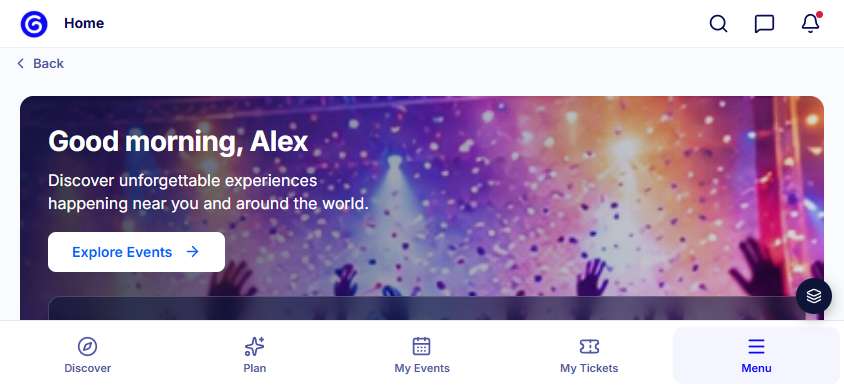 Home
Back
Good morning, Alex
Discover unforgettable experiences
happening near you and around the world.
Explore Events
Discover
Plan
My Events
My Tickets
Menu